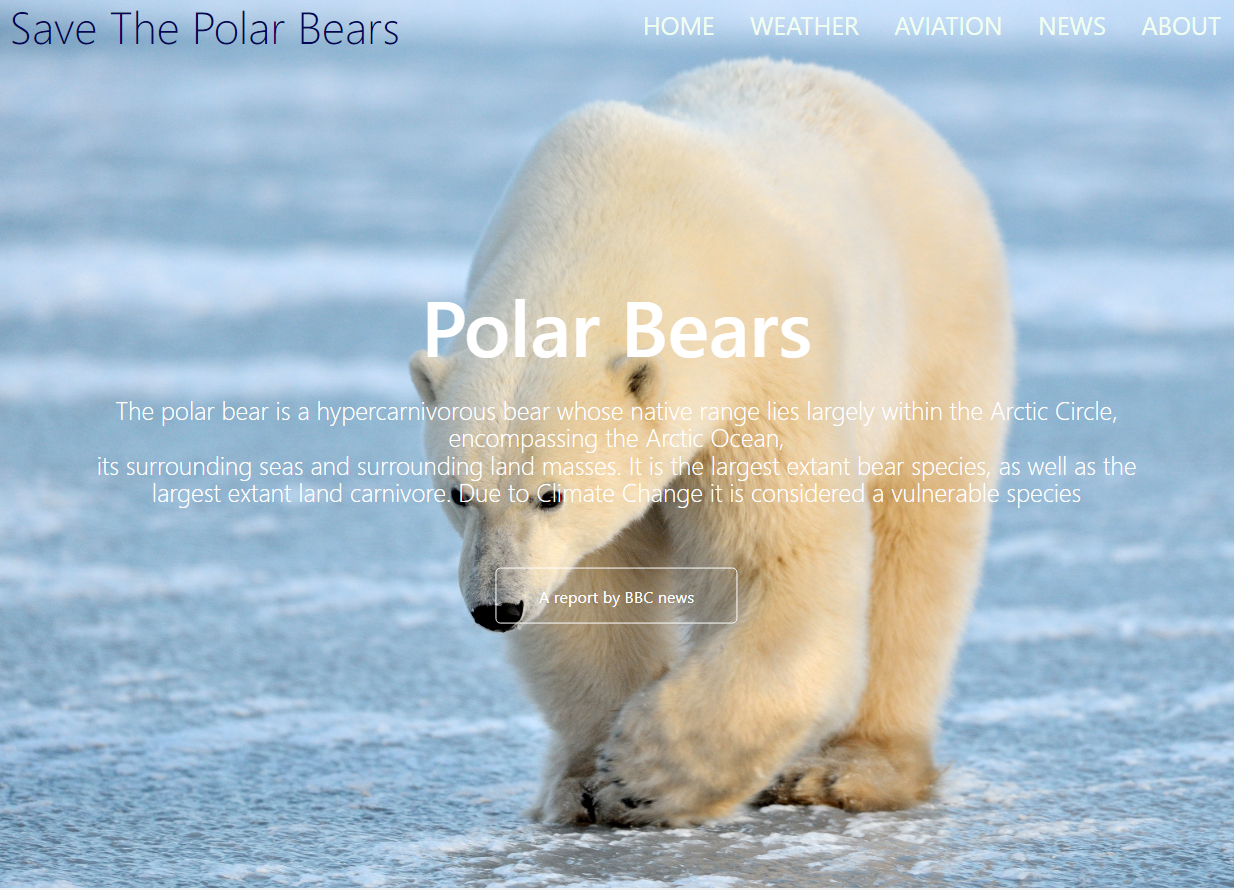 Save The Polar Bears
HOME WEATHER AVIATION NEWS ABOUT
Polar Bears
The polar bear is a hypercarnivorous bear whose native range lies largely within the Arctic Circle,
encompassing the Arctic Ocean,
its surrounding seas and surrounding land masses. It is the largest extant bear species, as well as the
largest extant land carnivore. Due to Climate Change it is considered a vulnerable species
A report by BBC news